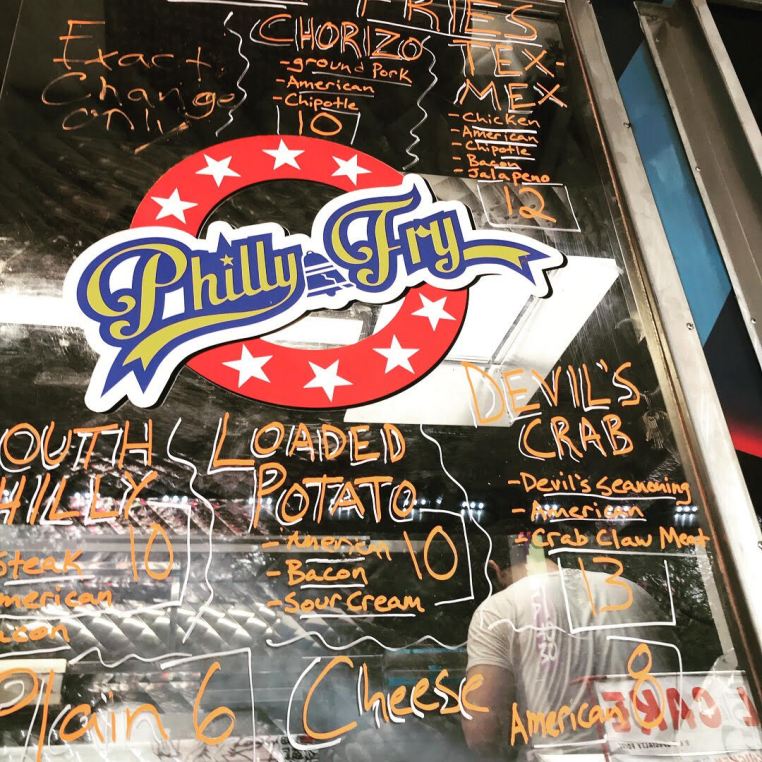 FRIES
Exact
Change
only
CHORIZO
-ground Pork
-American
-Chipotle
10
TEX-
MEX
-Chicken
-American
-Chipotle
-Bacon
-Jalapeno
12
Philly Fry
OUTH
HILLY
10
Steak
merican
acon
LOADED
POTATO
-American
-Bacon
-Sour Cream
10
DEVIL'S
CRAB
-Devil's Seasoning
-American
-Crab Claw Meat
13
Plain 6
Cheese
American 8
CAKE